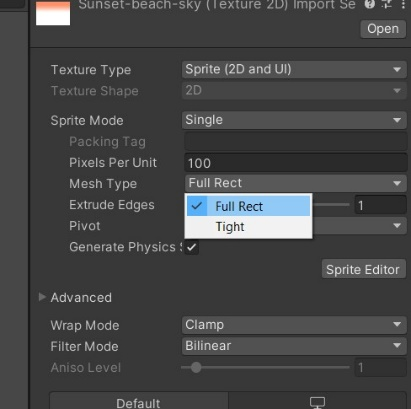 Sunset-beach-sky (Texture 2D) Import Se
Open
Texture Type Sprite (2D and UI)
Texture Shape 2D
Sprite Mode Single
Packing Tag
Pixels Per Unit 100
Mesh Type Full Rect
Extrude Edges 1
Full Rect
Tight
Pivot
Generate Physics S
Sprite Editor
Advanced
Wrap Mode Clamp
Filter Mode Bilinear
Aniso Level 1
Default